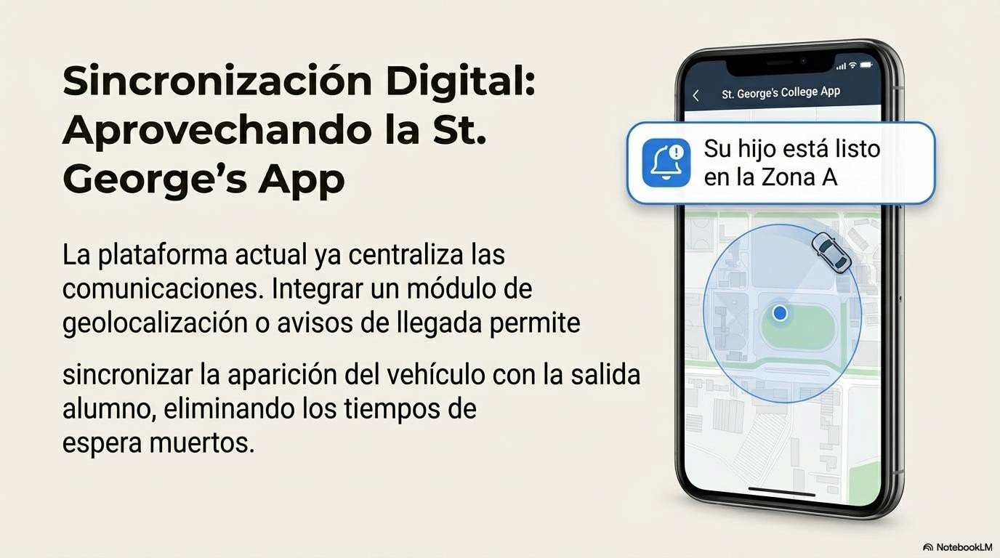 Sincronización Digital:
Aprovechando la St.
George’s App
La plataforma actual ya centraliza las
comunicaciones. Integrar un módulo de
geolocalización o avisos de llegada permite
sincronizar la aparición del vehículo con la salida
alumno, eliminando los tiempos de
espera muertos.
St. George's College App
Su hijo está listo
en la Zona A
NotebookLM